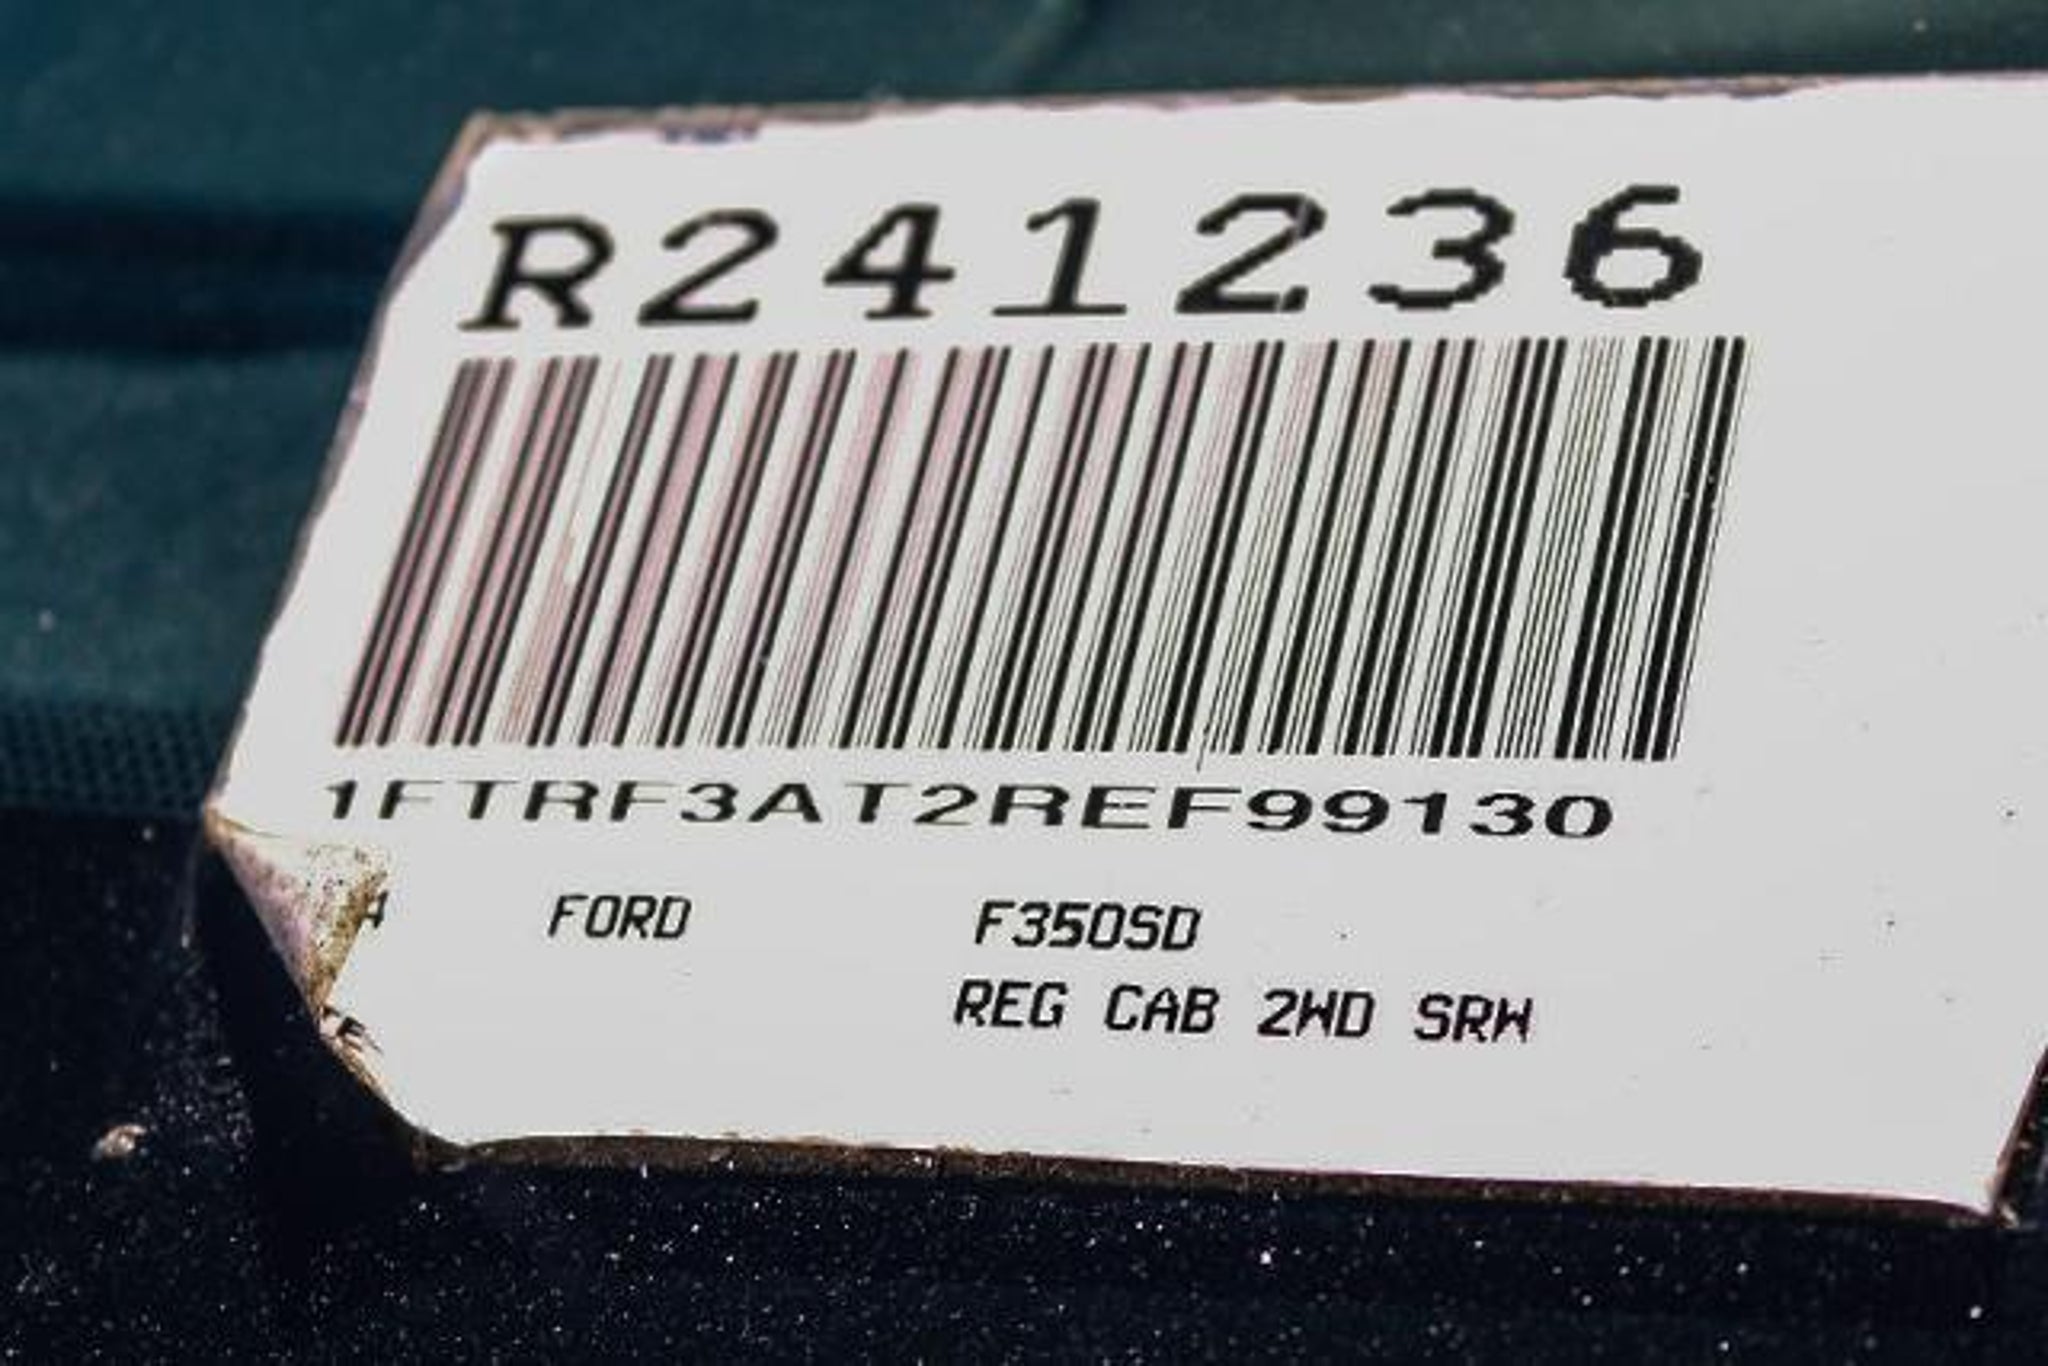 R241236
1FTRF3AT2REF99130
FORD F350SD
REG CAB 2WD SRW